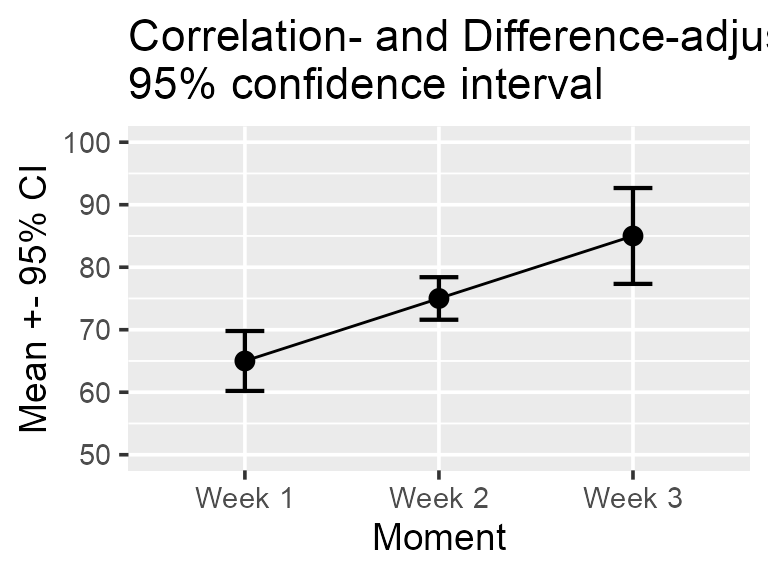 Correlation- and Difference-adjus
95% confidence interval
Mean +- 95% CI
100
90
80
70
60
50
Week 1 Week 2 Week 3
Moment